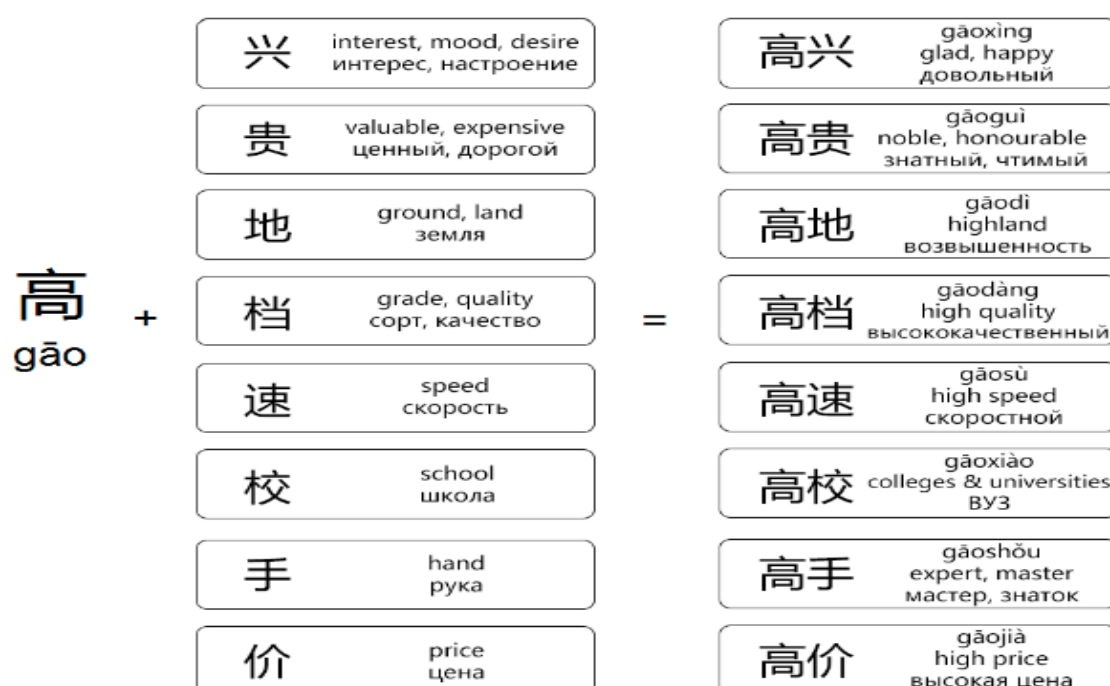 高
gāo
+
兴
interest, mood, desire
интерес, настроение
贵
valuable, expensive
ценный, дорогой
地
ground, land
земля
档
grade, quality
сорт, качество
速
speed
скорость
校
school
школа
手
hand
рука
价
price
цена
=
高兴
gāoxìng
glad, happy
довольный
高贵
gāoguì
noble, honourable
знатный, чтимый
高地
gāodì
highland
возвышенность
高档
gāodàng
high quality
высококачественный
高速
gāosù
high speed
скоростной
高校
gāoxiào
colleges & universities
ВУЗ
高手
gāoshǒu
expert, master
мастер, знаток
高价
gāojià
high price
высокая цена